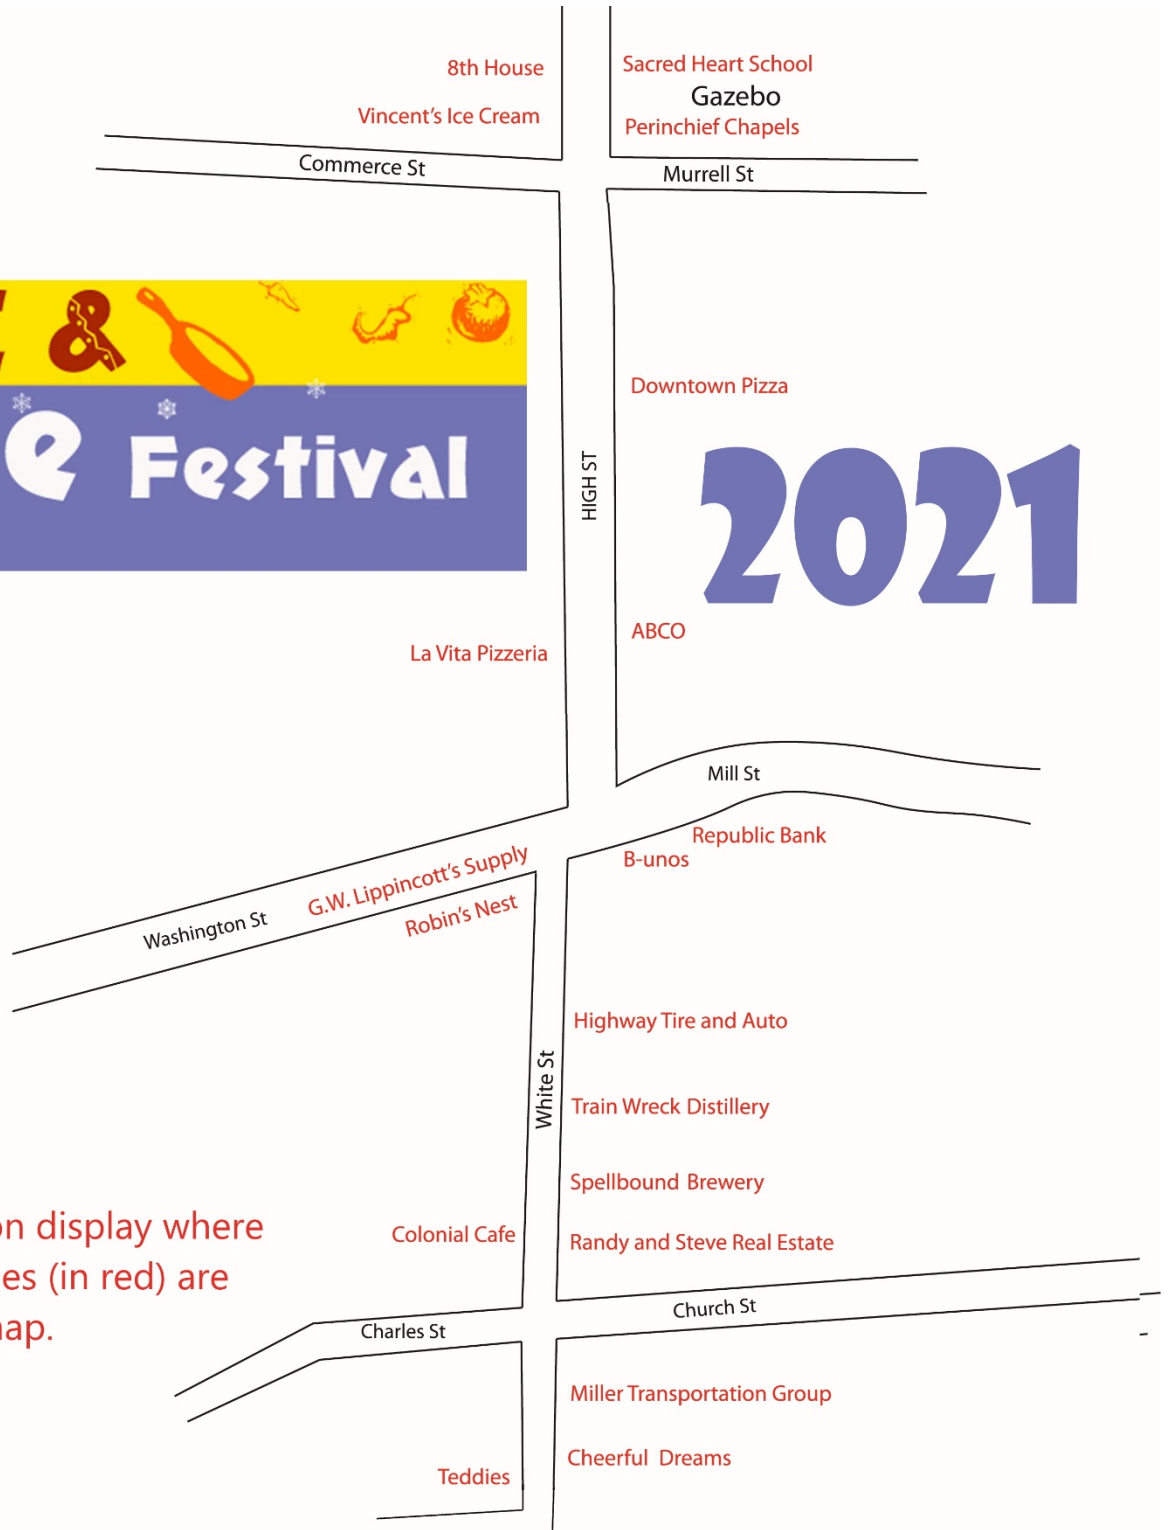 8th House
Sacred Heart School
Gazebo
Vincent's Ice Cream
Perinchief Chapels
Commerce St
Murrell St
&
Festival
Downtown Pizza
HIGH ST
2021
ABCO
La Vita Pizzeria
Mill St
Republic Bank
B-unos
G.W. Lippincott's Supply
Robin's Nest
Washington St
Highway Tire and Auto
White St
Train Wreck Distillery
Spellbound Brewery
on display where
Colonial Cafe
Randy and Steve Real Estate
es (in red) are
Church St
Charles St
ap.
Miller Transportation Group
Cheerful Dreams
Teddies